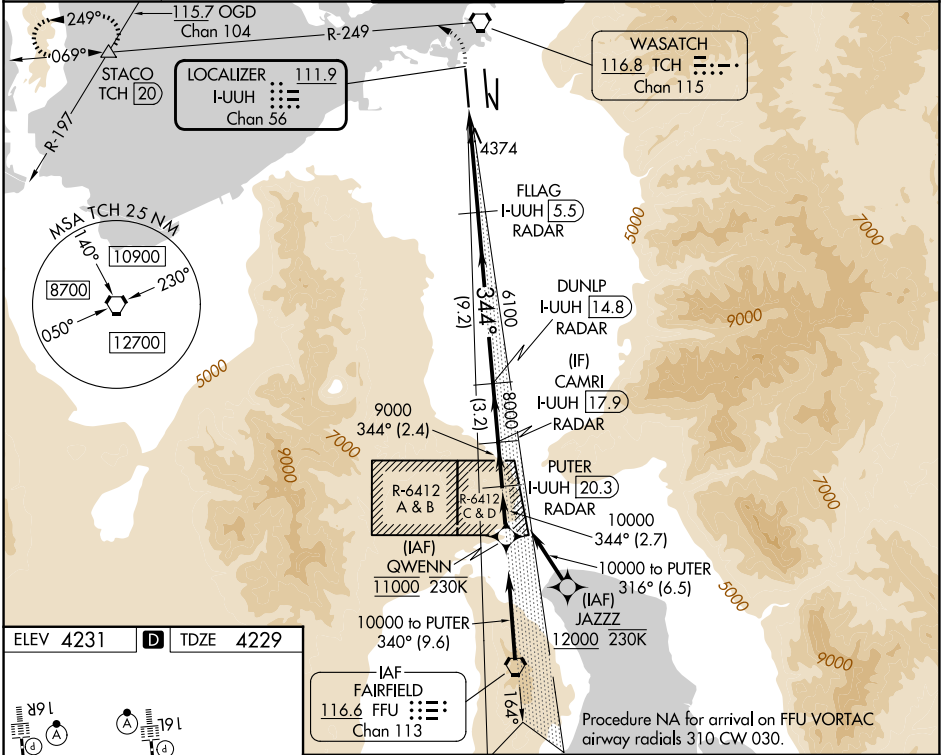 249°
069°
STACO
TCH 20
115.7 OGD
Chan 104
R-249
R-197
LOCALIZER 111.9
I-UUH
Chan 56
WASATCH
116.8 TCH
Chan 115
4374
FLLAG
I-UUH 5.5
RADAR
5000
7000
MSA TCH 25 NM
140°
10900
8700
230°
050°
12700
344°
6100
(9.2)
DUNLP
I-UUH 14.8
RADAR
9000
(IF)
CAMRI
I-UUH 17.9
RADAR
5000
8000
(3.2)
9000
344° (2.4)
7000
9000
R-6412
A & B
R-6412
C & D
PUTER
I-UUH 20.3
RADAR
7000
10000
344° (2.7)
(IAF)
QWENN
11000 230K
10000 to PUTER
316° (6.5)
(IAF)
JAZZZ
12000 230K
5000
10000 to PUTER
340° (9.6)
9000
IAF
FAIRFIELD
116.6 FFU
Chan 113
164°
Procedure NA for arrival on FFU VORTAC
airway radials 310 CW 030.
ELEV 4231 D TDZE 4229
16R
A
P
A
16L
P